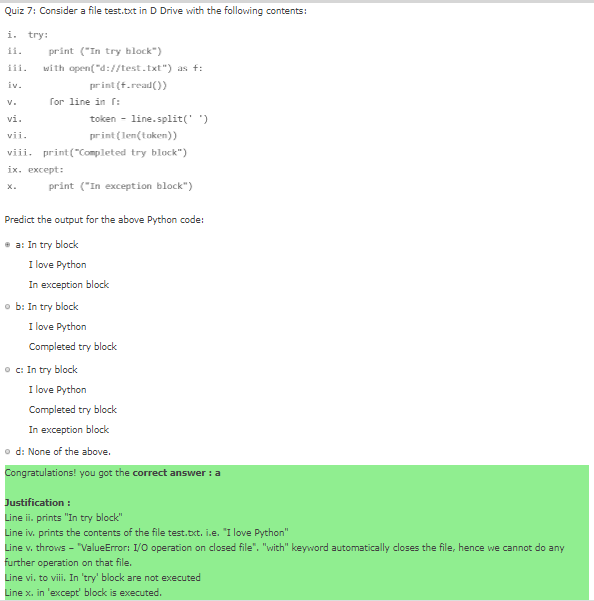 Quiz 7: Consider a file test.txt in D Drive with the following contents:
i. try:
ii. print ("In try block")
iii. with open("d://test.txt") as f:
iv. print(f.read())
v. for line in f:
vi. token = line.split(' ')
vii. print(len(token))
viii. print("Completed try block")
ix. except:
x. print ("In exception block")
Predict the output for the above Python code:
a: In try block
I love Python
In exception block
b: In try block
I love Python
Completed try block
c: In try block
I love Python
Completed try block
In exception block
d: None of the above.
Congratulations! you got the correct answer : a
Justification :
Line ii. prints "In try block"
Line iv. prints the contents of the file test.txt. i.e. "I love Python"
Line v. throws – "ValueError: I/O operation on closed file". "with" keyword automatically closes the file, hence we cannot do any
further operation on that file.
Line vi. to viii. In 'try' block are not executed
Line x. in 'except' block is executed.